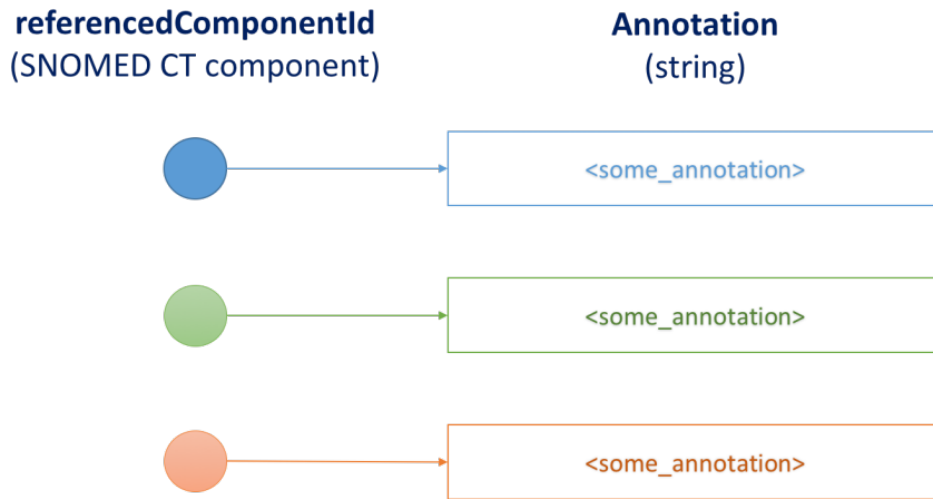 referencedComponentId Annotation
(SNOMED CT component) (string)
<some_annotation>
<some_annotation>
<some_annotation>